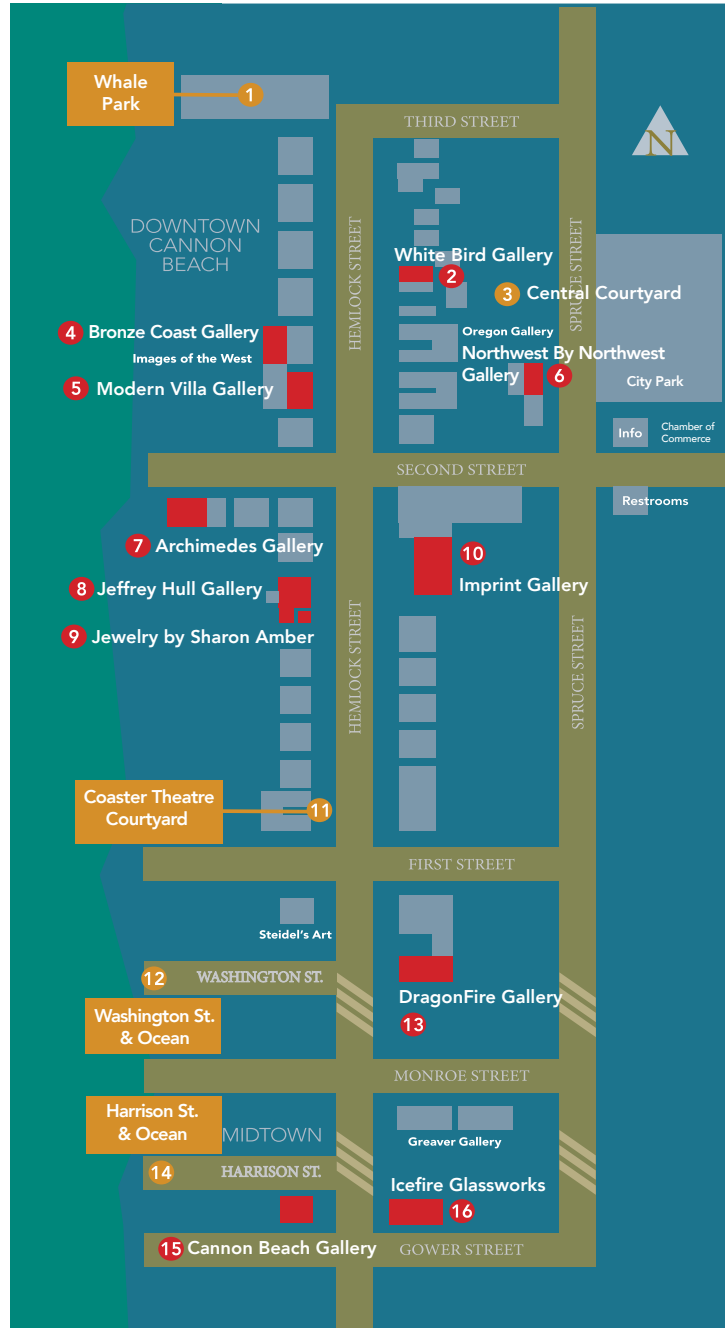 Whale
Park
1
THIRD STREET
N
DOWNTOWN
CANNON
BEACH
HEMLOCK STREET
SPRUCE STREET
White Bird Gallery
2
3 Central Courtyard
4 Bronze Coast Gallery
Images of the West
5 Modern Villa Gallery
Oregon Gallery
Northwest By Northwest
Gallery 6
City Park
Info
Chamber of
Commerce
SECOND STREET
Restrooms
7 Archimedes Gallery
8 Jeffrey Hull Gallery
9 Jewelry by Sharon Amber
10
Imprint Gallery
HEMLOCK STREET
SPRUCE STREET
Coaster Theatre
Courtyard
11
FIRST STREET
Steidel's Art
12
WASHINGTON ST.
Washington St.
& Ocean
DragonFire Gallery
13
MONROE STREET
Harrison St.
& Ocean
MIDTOWN
Greaver Gallery
14
HARRISON ST.
Icefire Glassworks
16
15 Cannon Beach Gallery
GOWER STREET